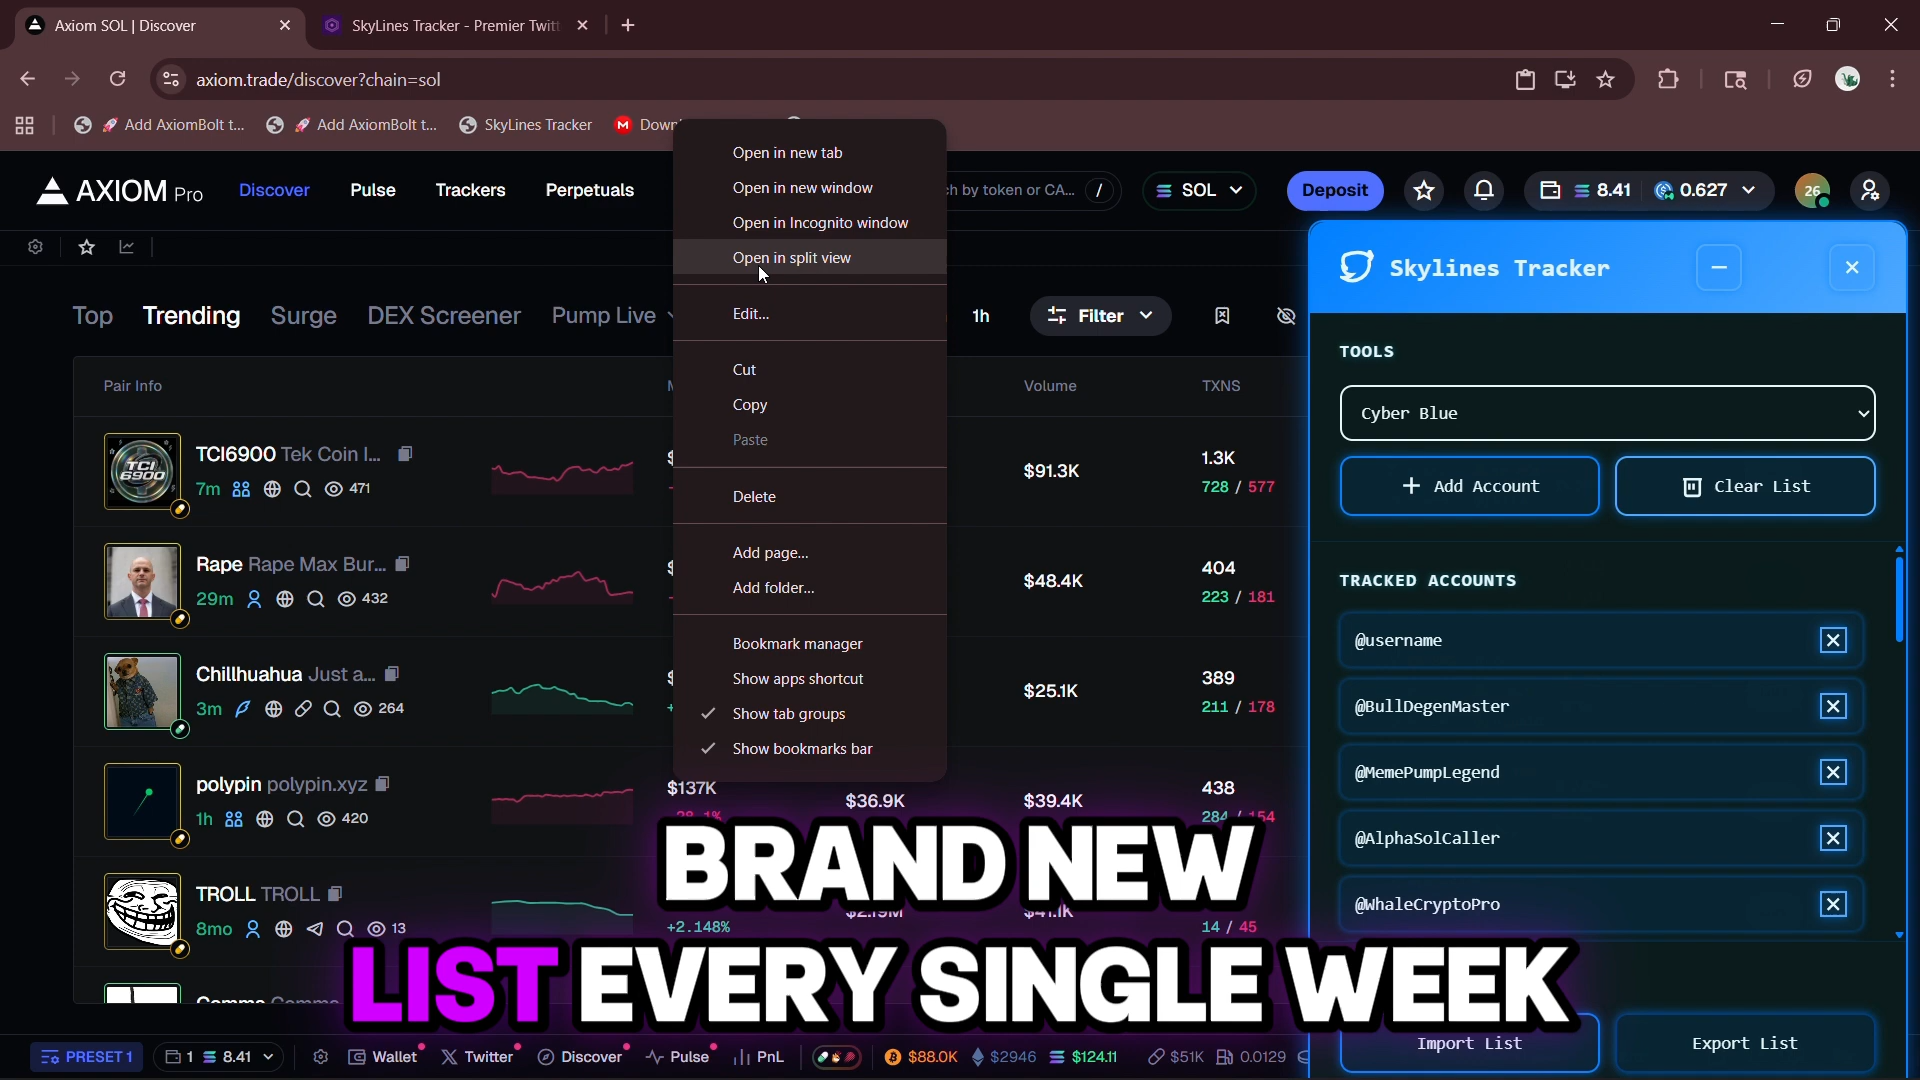 Axiom SOL | Discover
SkyLines Tracker - Premier Twit
axiom.trade/discover?chain=sol
Add AxiomBolt t...
Add AxiomBolt t...
SkyLines Tracker
Down
AXIOM Pro
Discover
Pulse
Trackers
Perpetuals
ch by token or CA...
/
SOL
Deposit
8.41
0.627
26
Open in new tab
Open in new window
Open in Incognito window
Open in split view
Edit...
Cut
Copy
Paste
Delete
Add page...
Add folder...
Bookmark manager
Show apps shortcut
Show tab groups
Show bookmarks bar
Top
Trending
Surge
DEX Screener
Pump Live
1h
Filter
Pair Info
Volume
TXNS
TCI6900 Tek Coin I...
7m
471
$91.3K
1.3K
728 / 577
Rape Rape Max Bur...
29m
432
$48.4K
404
223 / 181
Chillhuahua Just a...
3m
264
$25.1K
389
211 / 178
polypin polypin.xyz
1h
420
$137K
$36.9K
$39.4K
438
284 / 154
TROLL TROLL
8mo
13
+2.148%
14 / 45
Skylines Tracker
TOOLS
Cyber Blue
+ Add Account
Clear List
TRACKED ACCOUNTS
@username
@BullDegenMaster
@MemePumpLegend
@AlphaSolCaller
@WhaleCryptoPro
Import List
Export List
BRAND NEW
LIST EVERY SINGLE WEEK
PRESET 1
1
8.41
Wallet
Twitter
Discover
Pulse
PnL
$88.0K
$2946
$124.11
$51K
0.0129